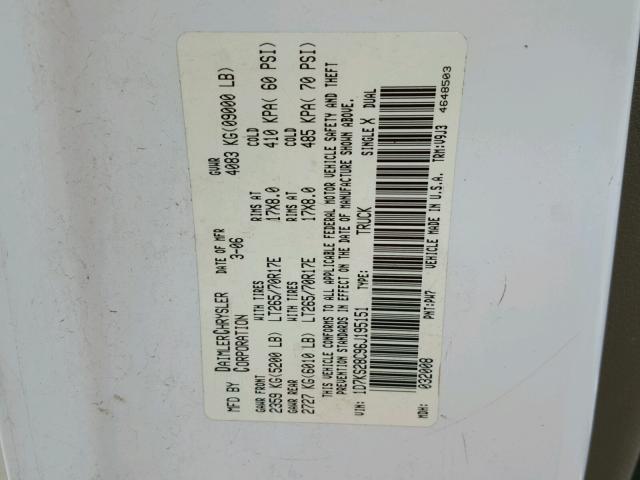 MFD BY DAIMLERCHRYSLER CORPORATION DATE OF MFR 3-06 GVWR 4083 KG(09000 LB)
GAWR FRONT WITH TIRES RIMS AT COLD
2359 KG(5200 LB) LT265/70R17E 17X8.0 410 KPA( 60 PSI)
GAWR REAR WITH TIRES RIMS AT COLD
2727 KG(6010 LB) LT265/70R17E 17X8.0 485 KPA( 70 PSI)
THIS VEHICLE CONFORMS TO ALL APPLICABLE FEDERAL MOTOR VEHICLE SAFETY AND THEFT
PREVENTION STANDARDS IN EFFECT ON THE DATE OF MANUFACTURE SHOWN ABOVE.
VIN: 1D7KS28C96J195151 TYPE: TRUCK SINGLE X DUAL
MDH: 032008 PNT:PW7 VEHICLE MADE IN U.S.A. TRM:V9J3
4648503